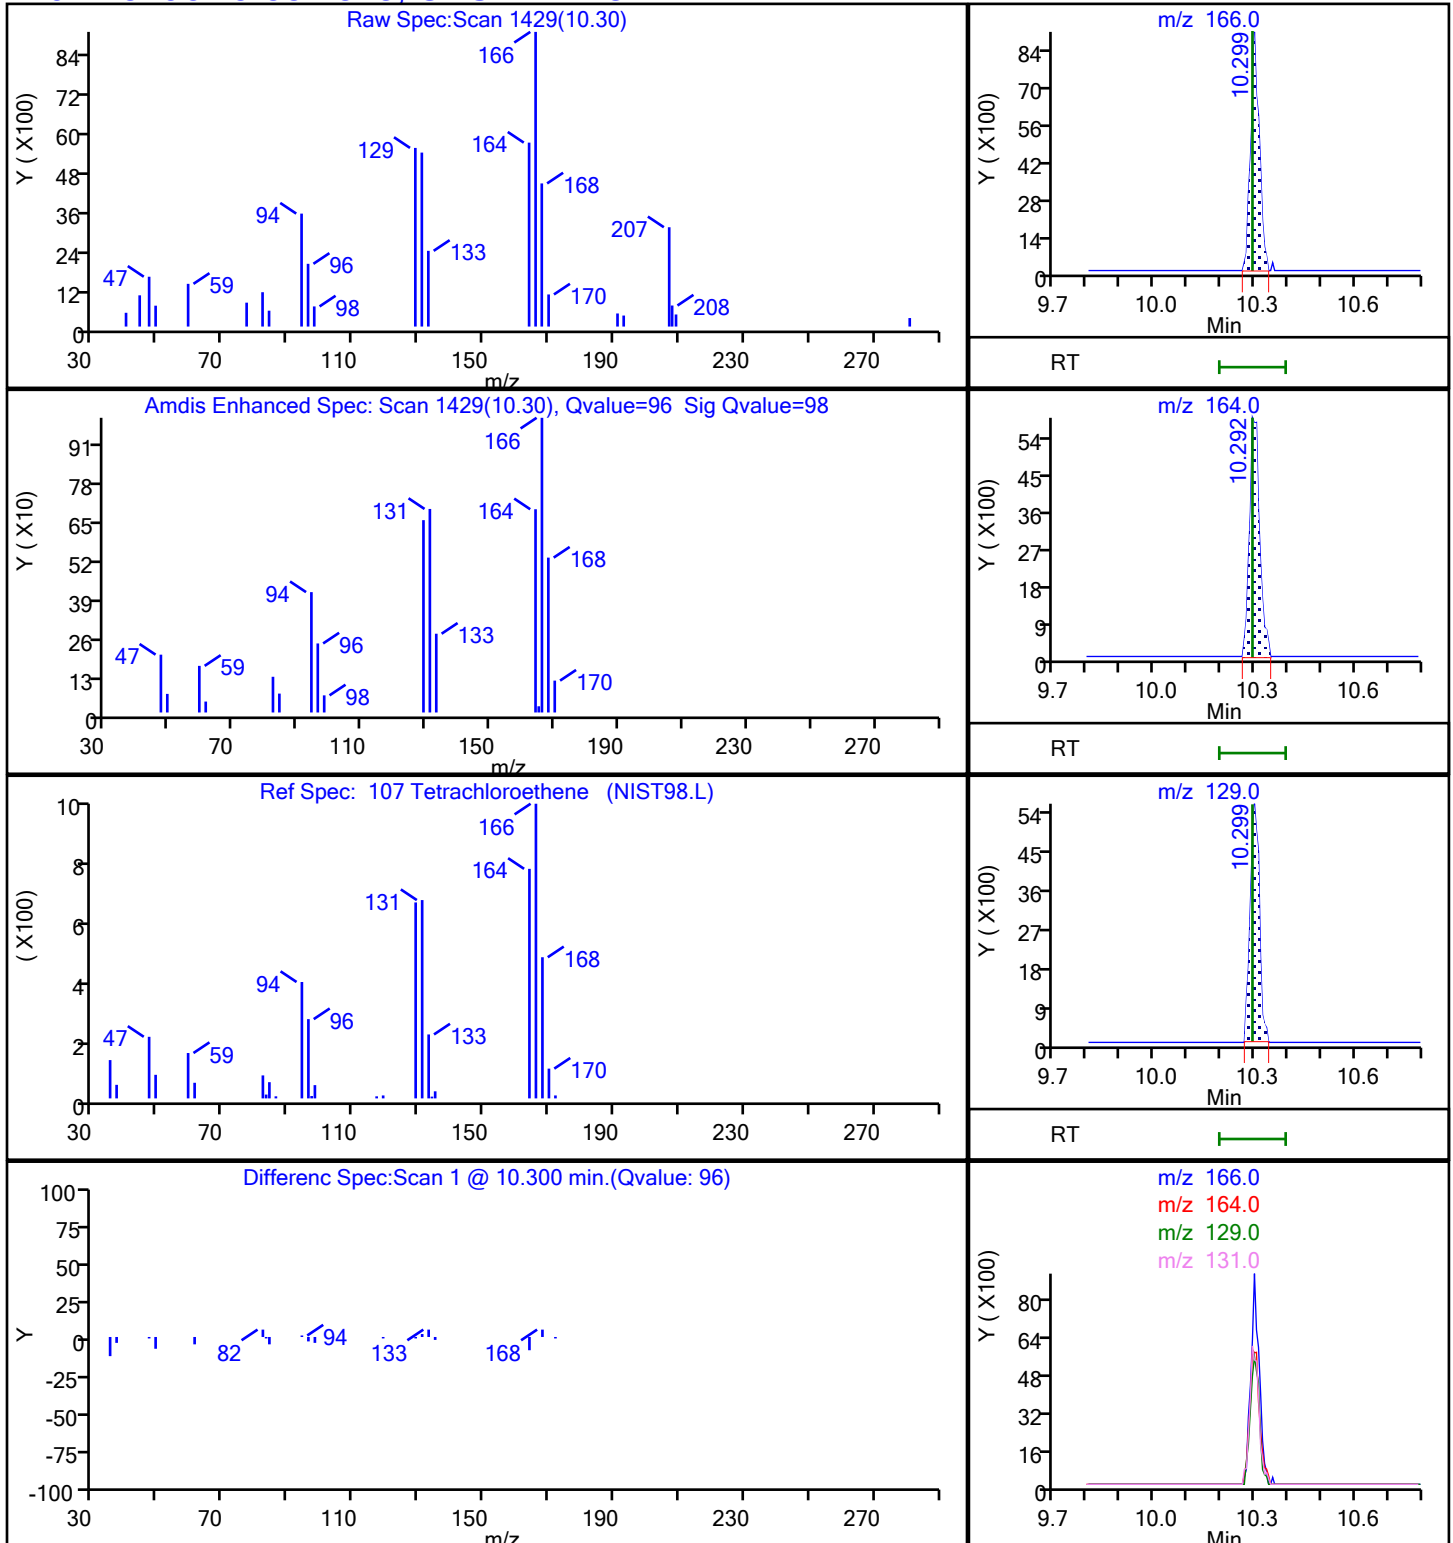 Raw Spec:Scan 1429(10.30)
Y ( X100)
84
72
60
48
36
24
12
0
47
59
94
96
98
129
133
164
166
168
170
207
208
30 70 110 150 190 230 270
m/z
m/z 166.0
Y ( X100)
84
70
56
42
28
14
0
10.299
9.7 10.0 10.3 10.6
Min
RT
Amdis Enhanced Spec: Scan 1429(10.30), Qvalue=96 Sig Qvalue=98
Y ( X10)
91
78
65
52
39
26
13
0
47
59
94
96
98
131
133
164
166
168
170
30 70 110 150 190 230 270
m/z
m/z 164.0
Y ( X100)
54
45
36
27
18
9
0
10.292
9.7 10.0 10.3 10.6
Min
RT
Ref Spec: 107 Tetrachloroethene (NIST98.L)
( X100)
10
8
6
4
2
0
47
59
94
96
131
133
164
166
168
170
30 70 110 150 190 230 270
m/z 129.0
Y ( X100)
54
45
36
27
18
9
0
10.299
9.7 10.0 10.3 10.6
Min
RT
Differenc Spec:Scan 1 @ 10.300 min.(Qvalue: 96)
Y
100
75
50
25
0
-25
-50
-75
-100
82
94
133
168
30 70 110 150 190 230 270
m/z
m/z 166.0
m/z 164.0
m/z 129.0
m/z 131.0
Y ( X100)
80
64
48
32
16
0
9.7 10.0 10.3 10.6
Min